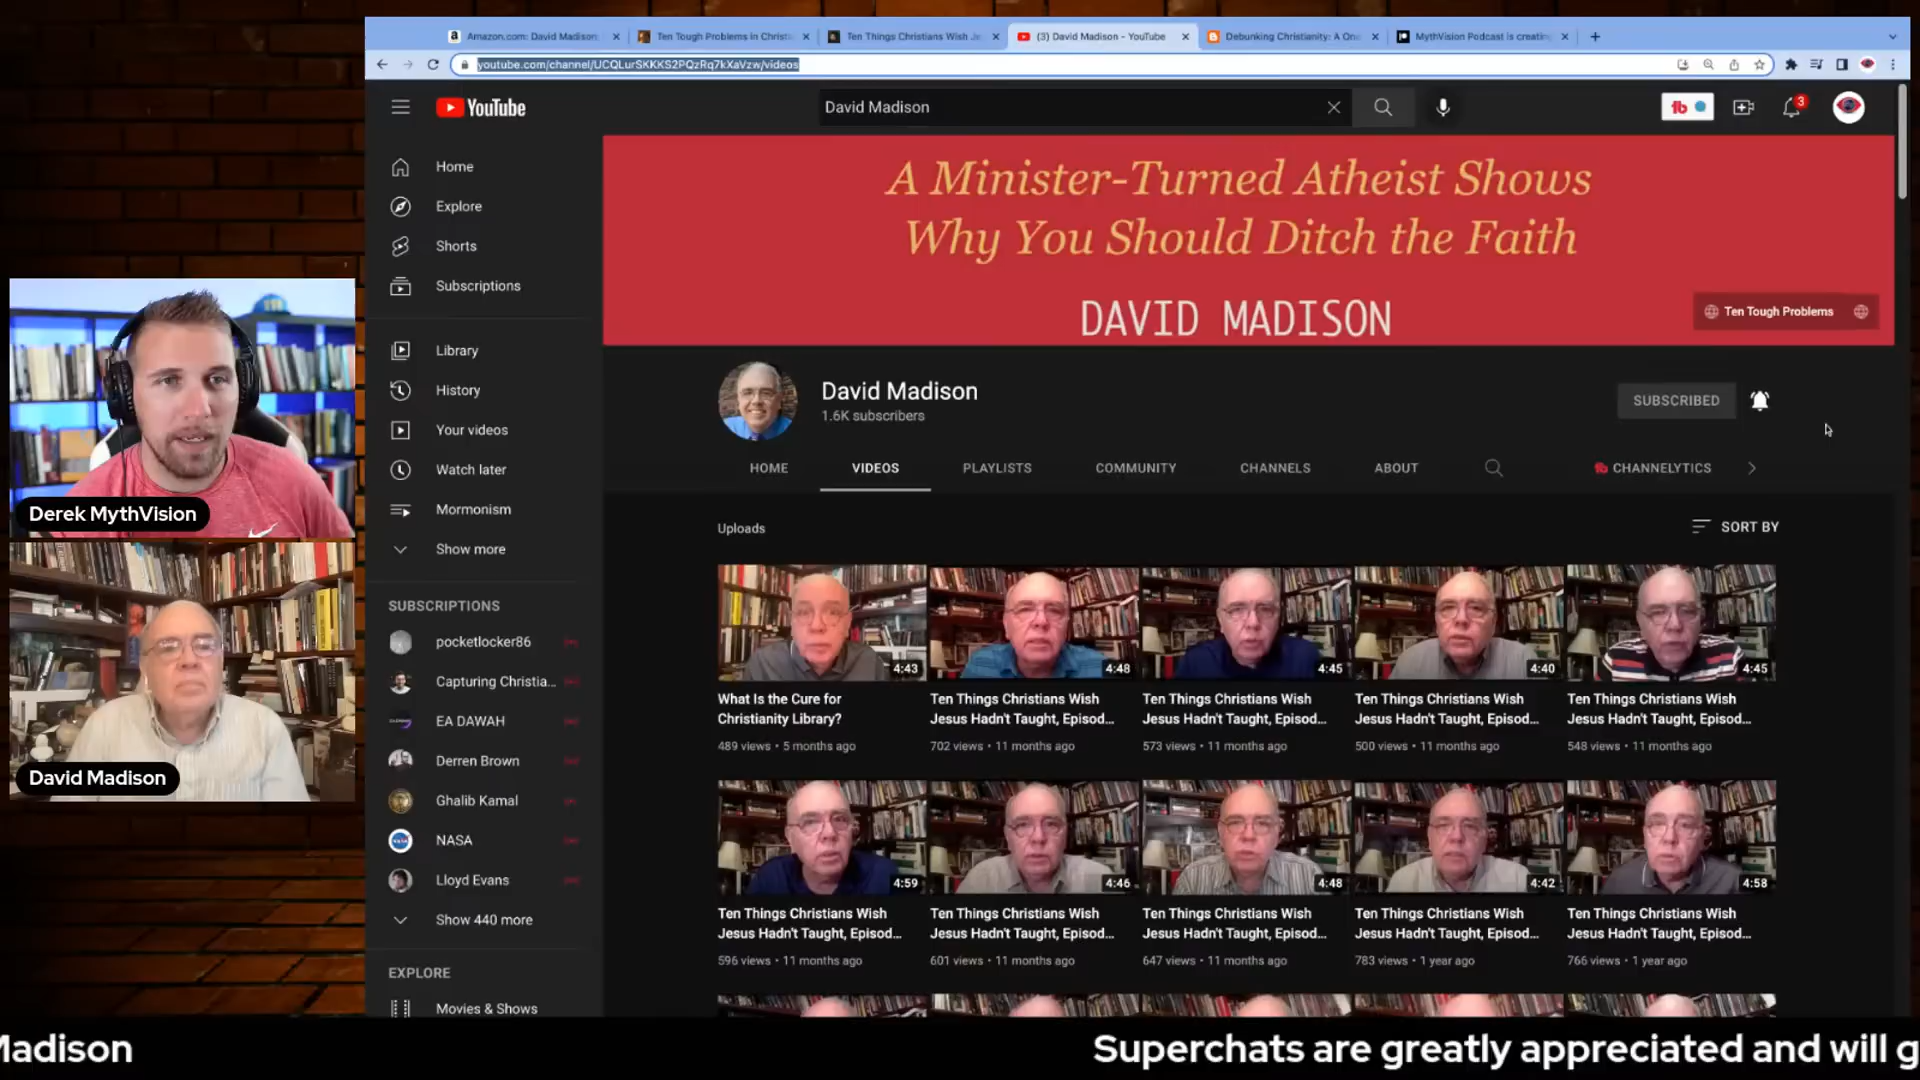 Amazon.com: David Madison:
Ten Tough Problems in Christi
Ten Things Christians Wish Je
(3) David Madison - YouTube
Debunking Christianity: A One
MythVision Podcast is creating
youtube.com/channel/UCQLurSKKKS2PQzRq7kXaVzw/videos
YouTube
David Madison
3
Home
Explore
Shorts
Subscriptions
Library
History
Your videos
Watch later
Mormonism
Show more
SUBSCRIPTIONS
pocketlocker86
Capturing Christia...
EA DAWAH
Derren Brown
Ghalib Kamal
NASA
Lloyd Evans
Show 440 more
EXPLORE
Movies & Shows
A Minister-Turned Atheist Shows
Why You Should Ditch the Faith
DAVID MADISON
Ten Tough Problems
David Madison
1.6K subscribers
SUBSCRIBED
HOME
VIDEOS
PLAYLISTS
COMMUNITY
CHANNELS
ABOUT
CHANNELYTICS
Uploads
SORT BY
4:43
4:48
4:45
4:40
4:45
What Is the Cure for
Christianity Library?
489 views • 5 months ago
Ten Things Christians Wish
Jesus Hadn't Taught, Episod...
702 views • 11 months ago
Ten Things Christians Wish
Jesus Hadn't Taught, Episod...
573 views • 11 months ago
Ten Things Christians Wish
Jesus Hadn't Taught, Episod...
500 views • 11 months ago
Ten Things Christians Wish
Jesus Hadn't Taught, Episod...
548 views • 11 months ago
4:59
4:46
4:48
4:42
4:58
Ten Things Christians Wish
Jesus Hadn't Taught, Episod...
596 views • 11 months ago
Ten Things Christians Wish
Jesus Hadn't Taught, Episod...
601 views • 11 months ago
Ten Things Christians Wish
Jesus Hadn't Taught, Episod...
647 views • 11 months ago
Ten Things Christians Wish
Jesus Hadn't Taught, Episod...
783 views • 1 year ago
Ten Things Christians Wish
Jesus Hadn't Taught, Episod...
766 views • 1 year ago
Derek MythVision
David Madison
Madison
Superchats are greatly appreciated and will g